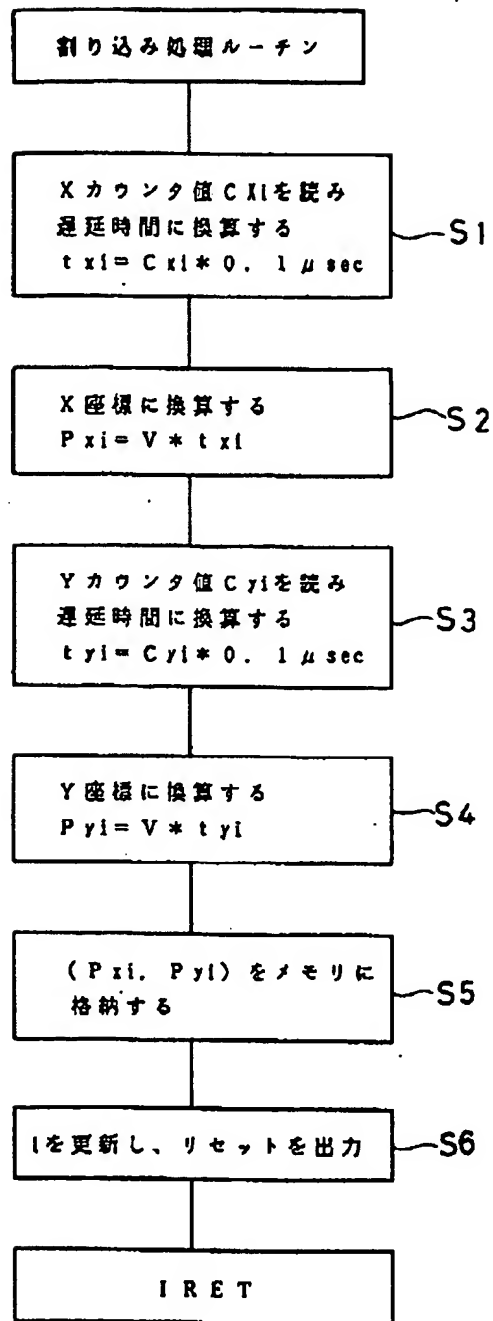 割り込み処理ルーチン
Xカウンタ値CXiを読み
遅延時間に換算する
txi=Cxi*0.1μsec
S1
X座標に換算する
Pxi=V*txi
S2
Yカウンタ値Cyiを読み
遅延時間に換算する
tyi=Cyi*0.1μsec
S3
Y座標に換算する
Pyi=V*tyi
S4
(Pxi,Pyi)をメモリに
格納する
S5
iを更新し、リセットを出力
S6
IRET